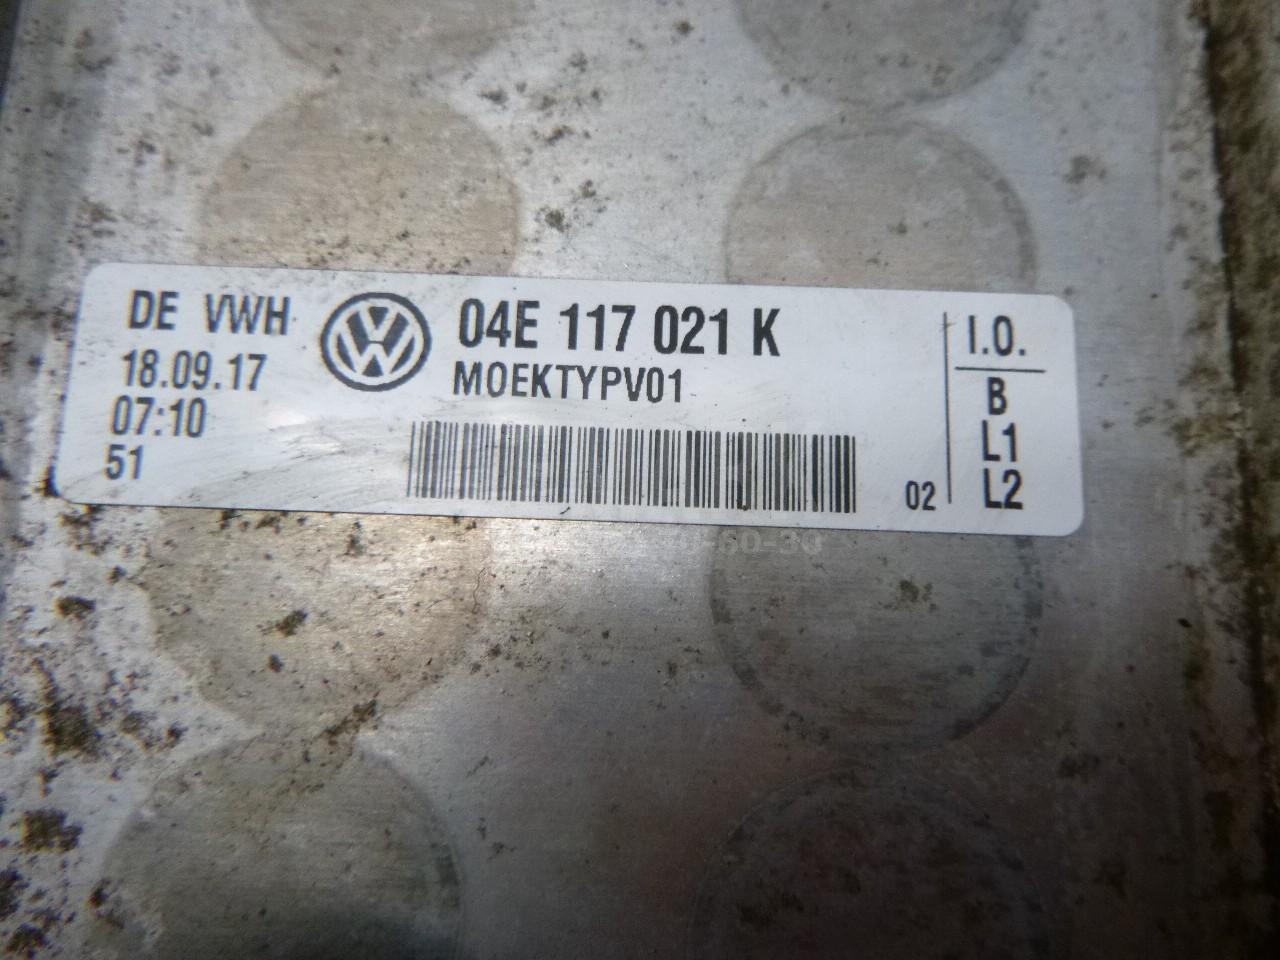 DE VWH
18.09.17
07:10
51
04E 117 021 K
MOEKTYPV01
02
I.O.
B
L1
L2